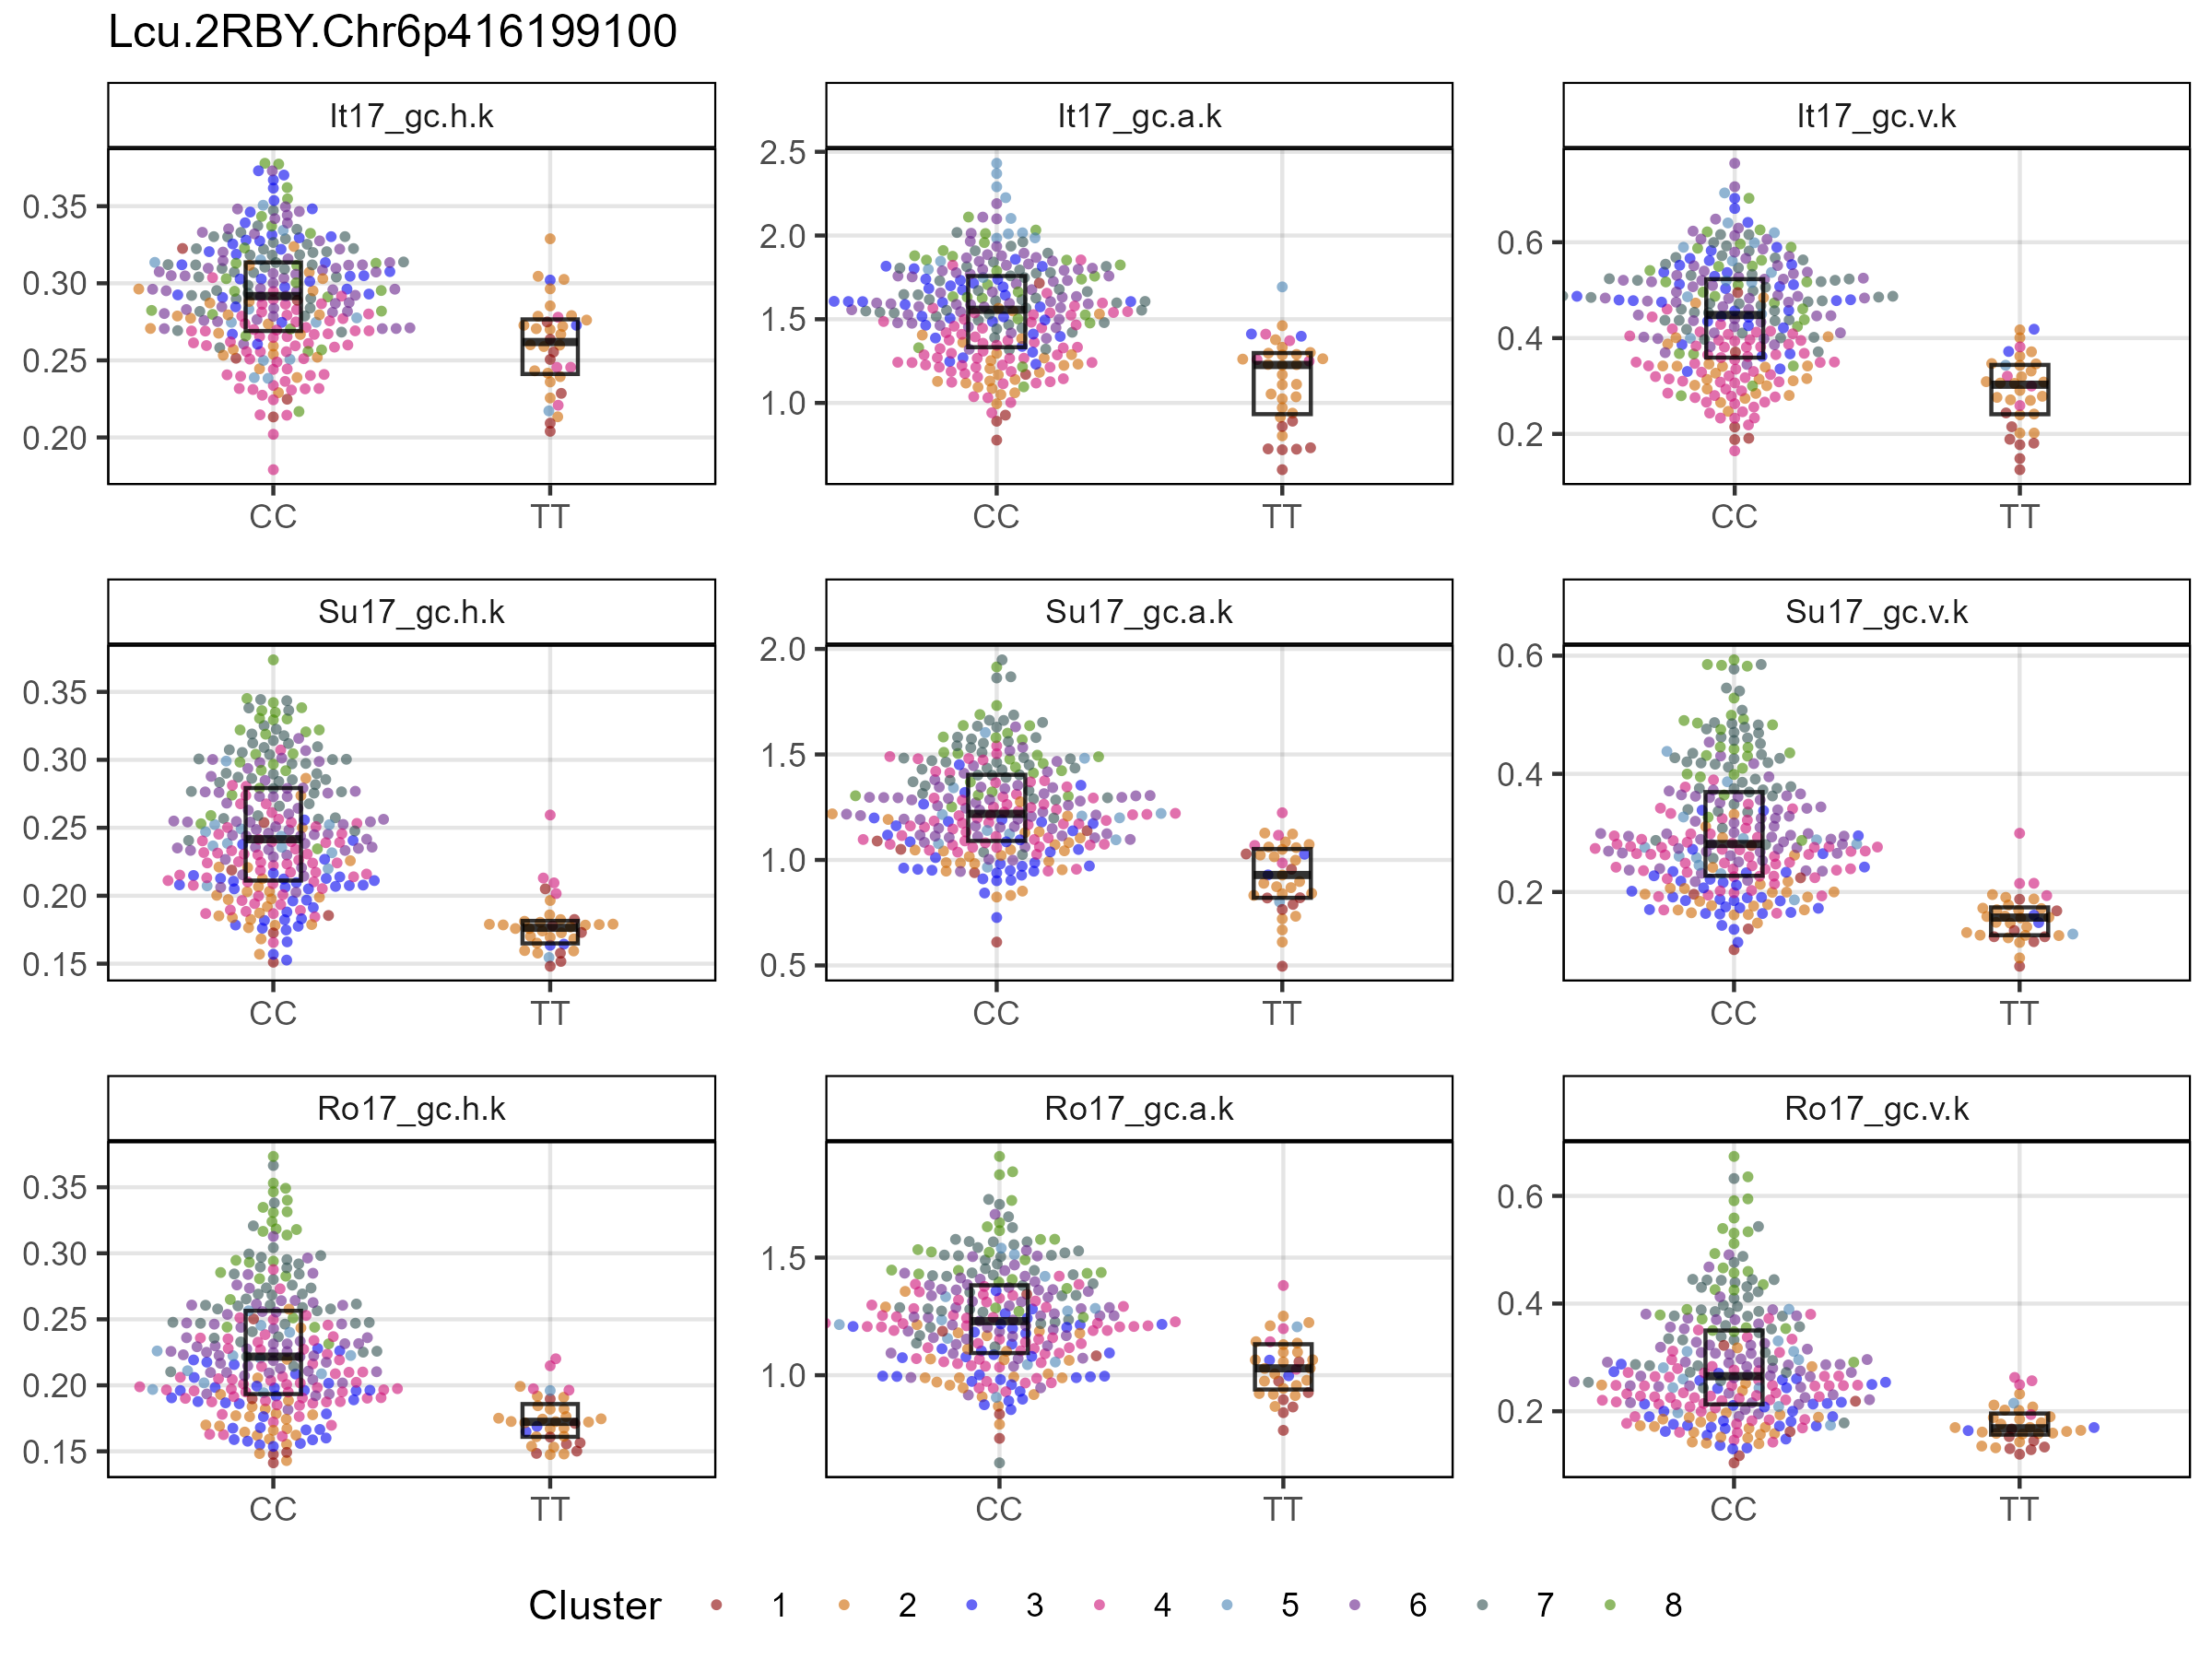 Lcu.2RBY.Chr6p416199100
It17_gc.h.k
It17_gc.a.k
It17_gc.v.k
0.35
0.30
0.25
0.20
CC
TT
2.5
2.0
1.5
1.0
CC
TT
0.6
0.4
0.2
CC
TT
Su17_gc.h.k
Su17_gc.a.k
Su17_gc.v.k
0.35
0.30
0.25
0.20
0.15
CC
TT
2.0
1.5
1.0
0.5
CC
TT
0.6
0.4
0.2
CC
TT
Ro17_gc.h.k
Ro17_gc.a.k
Ro17_gc.v.k
0.35
0.30
0.25
0.20
0.15
CC
TT
1.5
1.0
CC
TT
0.6
0.4
0.2
CC
TT
Cluster 1 2 3 4 5 6 7 8